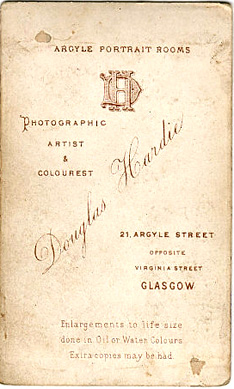 ARGYLE PORTRAIT ROOMS
DH
PHOTOGRAPHIC
ARTIST
&
COLOUREST
Douglas Hardie
21, ARGYLE STREET
OPPOSITE
VIRGINIA STREET
GLASGOW
Enlargements to life size
done in Oil or Water Colours.
Extra copies may be had.